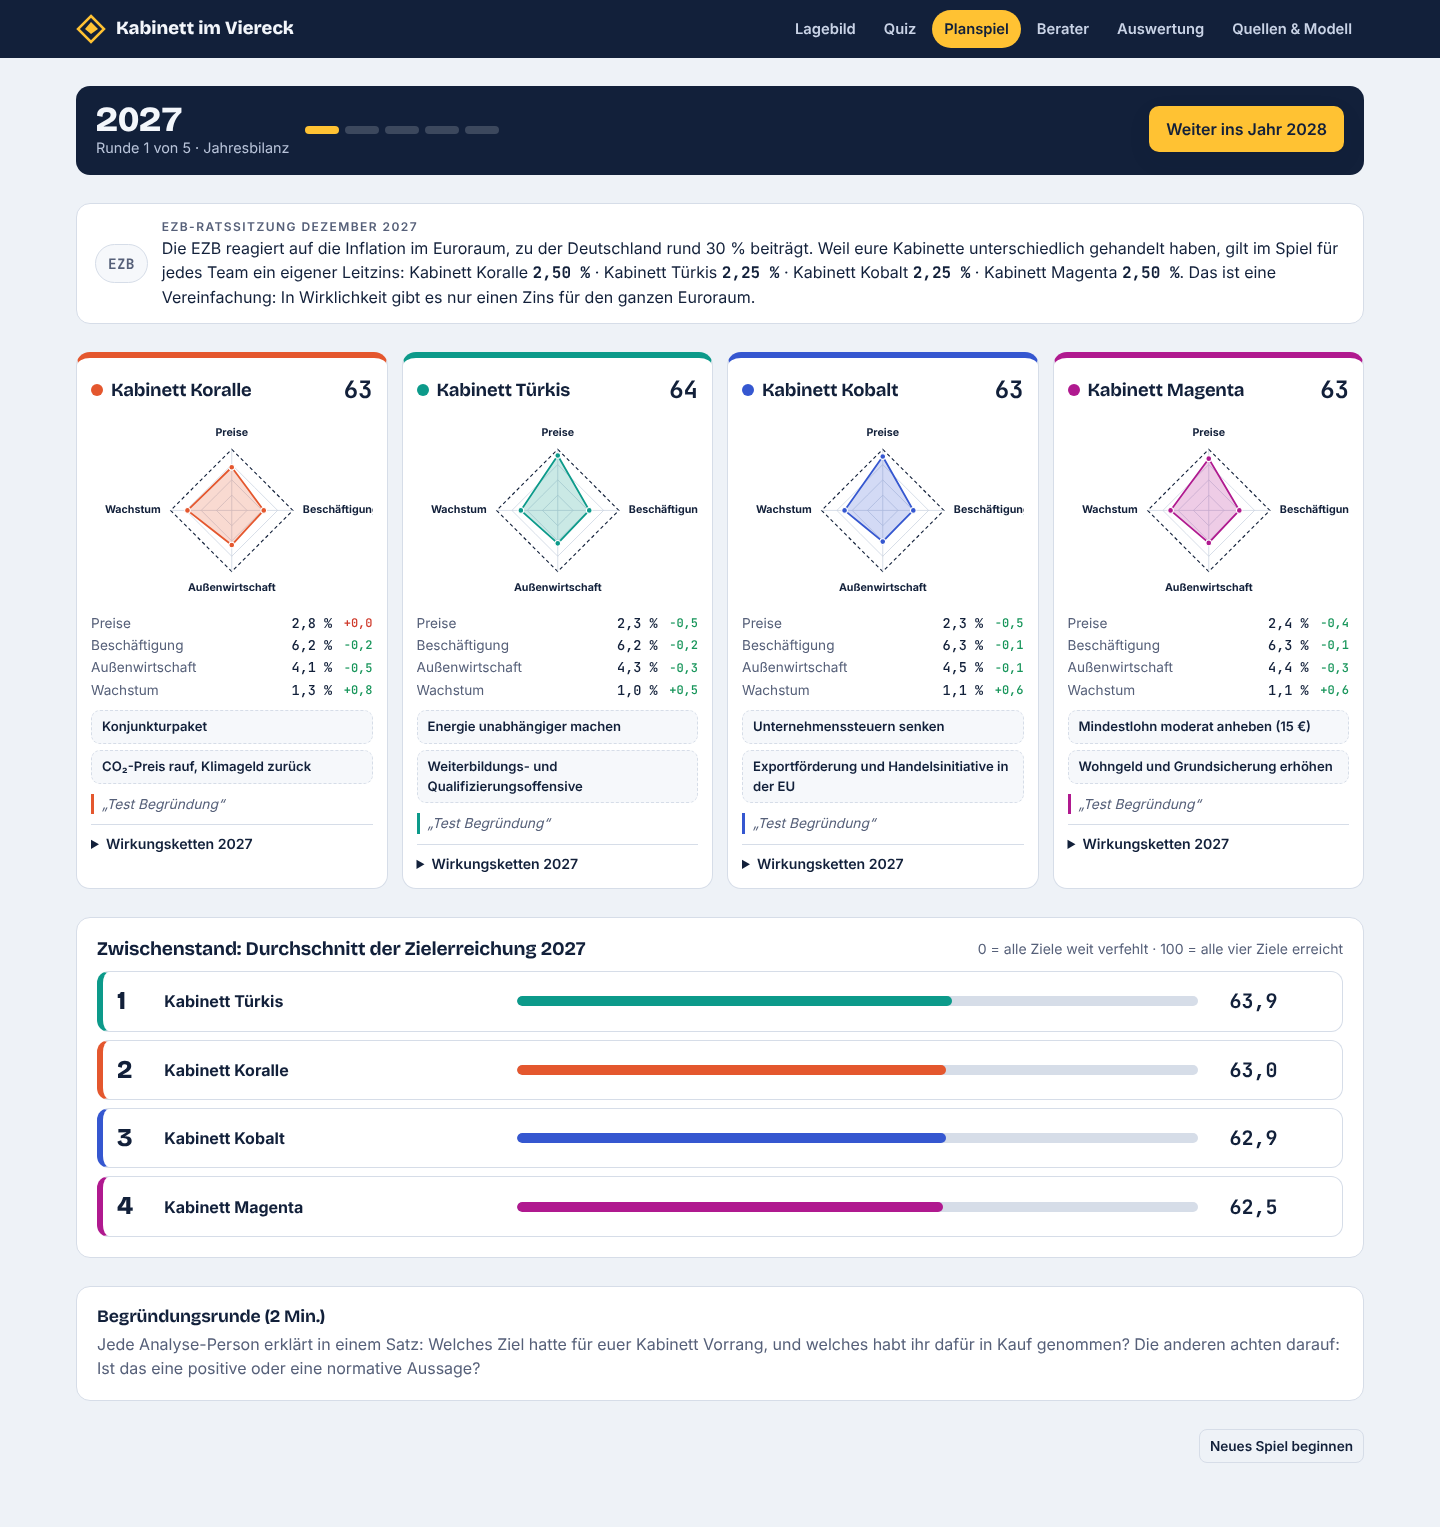 Kabinett im Viereck
Lagebild
Quiz
Planspiel
Berater
Auswertung
Quellen & Modell
2027
Runde 1 von 5 · Jahresbilanz
Weiter ins Jahr 2028
EZB
EZB-RATSSITZUNG DEZEMBER 2027
Die EZB reagiert auf die Inflation im Euroraum, zu der Deutschland rund 30 % beiträgt. Weil eure Kabinette unterschiedlich gehandelt haben, gilt im Spiel für
jedes Team ein eigener Leitzins: Kabinett Koralle 2,50 % · Kabinett Türkis 2,25 % · Kabinett Kobalt 2,25 % · Kabinett Magenta 2,50 %. Das ist eine
Vereinfachung: In Wirklichkeit gibt es nur einen Zins für den ganzen Euroraum.
Kabinett Koralle 63
Preise
Wachstum
Beschäftigun
Außenwirtschaft
Preise 2,8 % +0,0
Beschäftigung 6,2 % -0,2
Außenwirtschaft 4,1 % -0,5
Wachstum 1,3 % +0,8
Konjunkturpaket
CO₂-Preis rauf, Klimageld zurück
„Test Begründung“
Wirkungsketten 2027
Kabinett Türkis 64
Preise
Wachstum
Beschäftigun
Außenwirtschaft
Preise 2,3 % -0,5
Beschäftigung 6,2 % -0,2
Außenwirtschaft 4,3 % -0,3
Wachstum 1,0 % +0,5
Energie unabhängiger machen
Weiterbildungs- und
Qualifizierungsoffensive
„Test Begründung“
Wirkungsketten 2027
Kabinett Kobalt 63
Preise
Wachstum
Beschäftigun
Außenwirtschaft
Preise 2,3 % -0,5
Beschäftigung 6,3 % -0,1
Außenwirtschaft 4,5 % -0,1
Wachstum 1,1 % +0,6
Unternehmenssteuern senken
Exportförderung und Handelsinitiative in
der EU
„Test Begründung“
Wirkungsketten 2027
Kabinett Magenta 63
Preise
Wachstum
Beschäftigun
Außenwirtschaft
Preise 2,4 % -0,4
Beschäftigung 6,3 % -0,1
Außenwirtschaft 4,4 % -0,3
Wachstum 1,1 % +0,6
Mindestlohn moderat anheben (15 €)
Wohngeld und Grundsicherung erhöhen
„Test Begründung“
Wirkungsketten 2027
Zwischenstand: Durchschnitt der Zielerreichung 2027
0 = alle Ziele weit verfehlt · 100 = alle vier Ziele erreicht
1 Kabinett Türkis 63,9
2 Kabinett Koralle 63,0
3 Kabinett Kobalt 62,9
4 Kabinett Magenta 62,5
Begründungsrunde (2 Min.)
Jede Analyse-Person erklärt in einem Satz: Welches Ziel hatte für euer Kabinett Vorrang, und welches habt ihr dafür in Kauf genommen? Die anderen achten darauf:
Ist das eine positive oder eine normative Aussage?
Neues Spiel beginnen